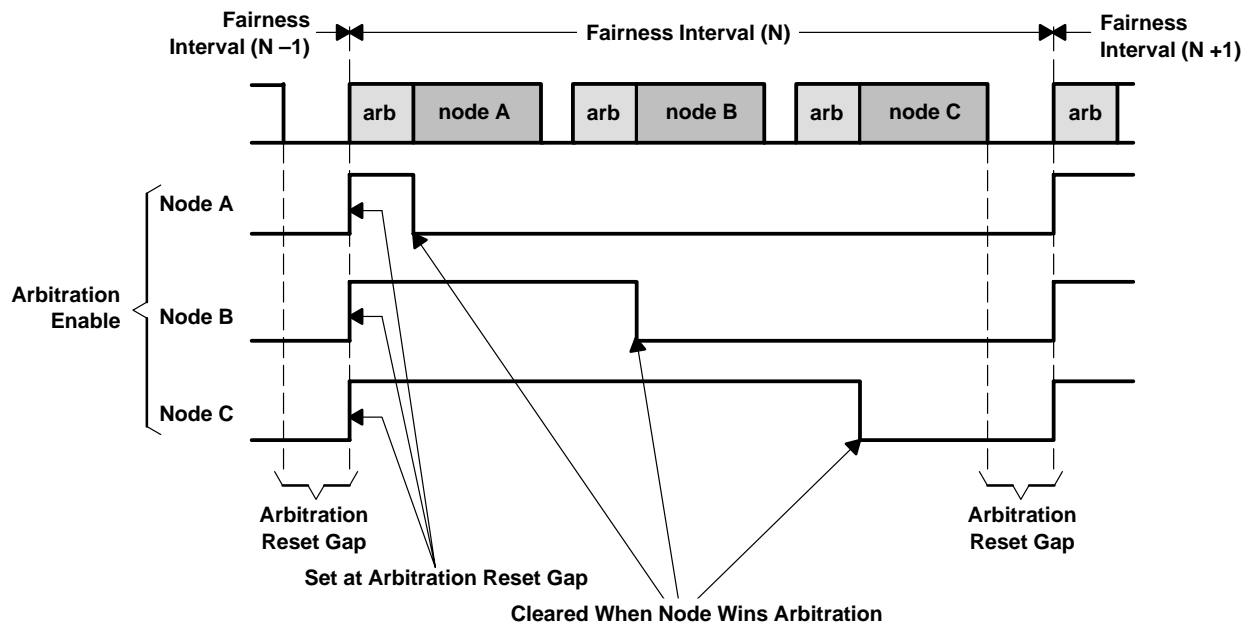 Fairness
Interval (N –1)
Fairness Interval (N)
Fairness
Interval (N +1)
arb
node A
arb
node B
arb
node C
arb
Arbitration
Enable
Node A
Node B
Node C
Arbitration
Reset Gap
Arbitration
Reset Gap
Set at Arbitration Reset Gap
Cleared When Node Wins Arbitration